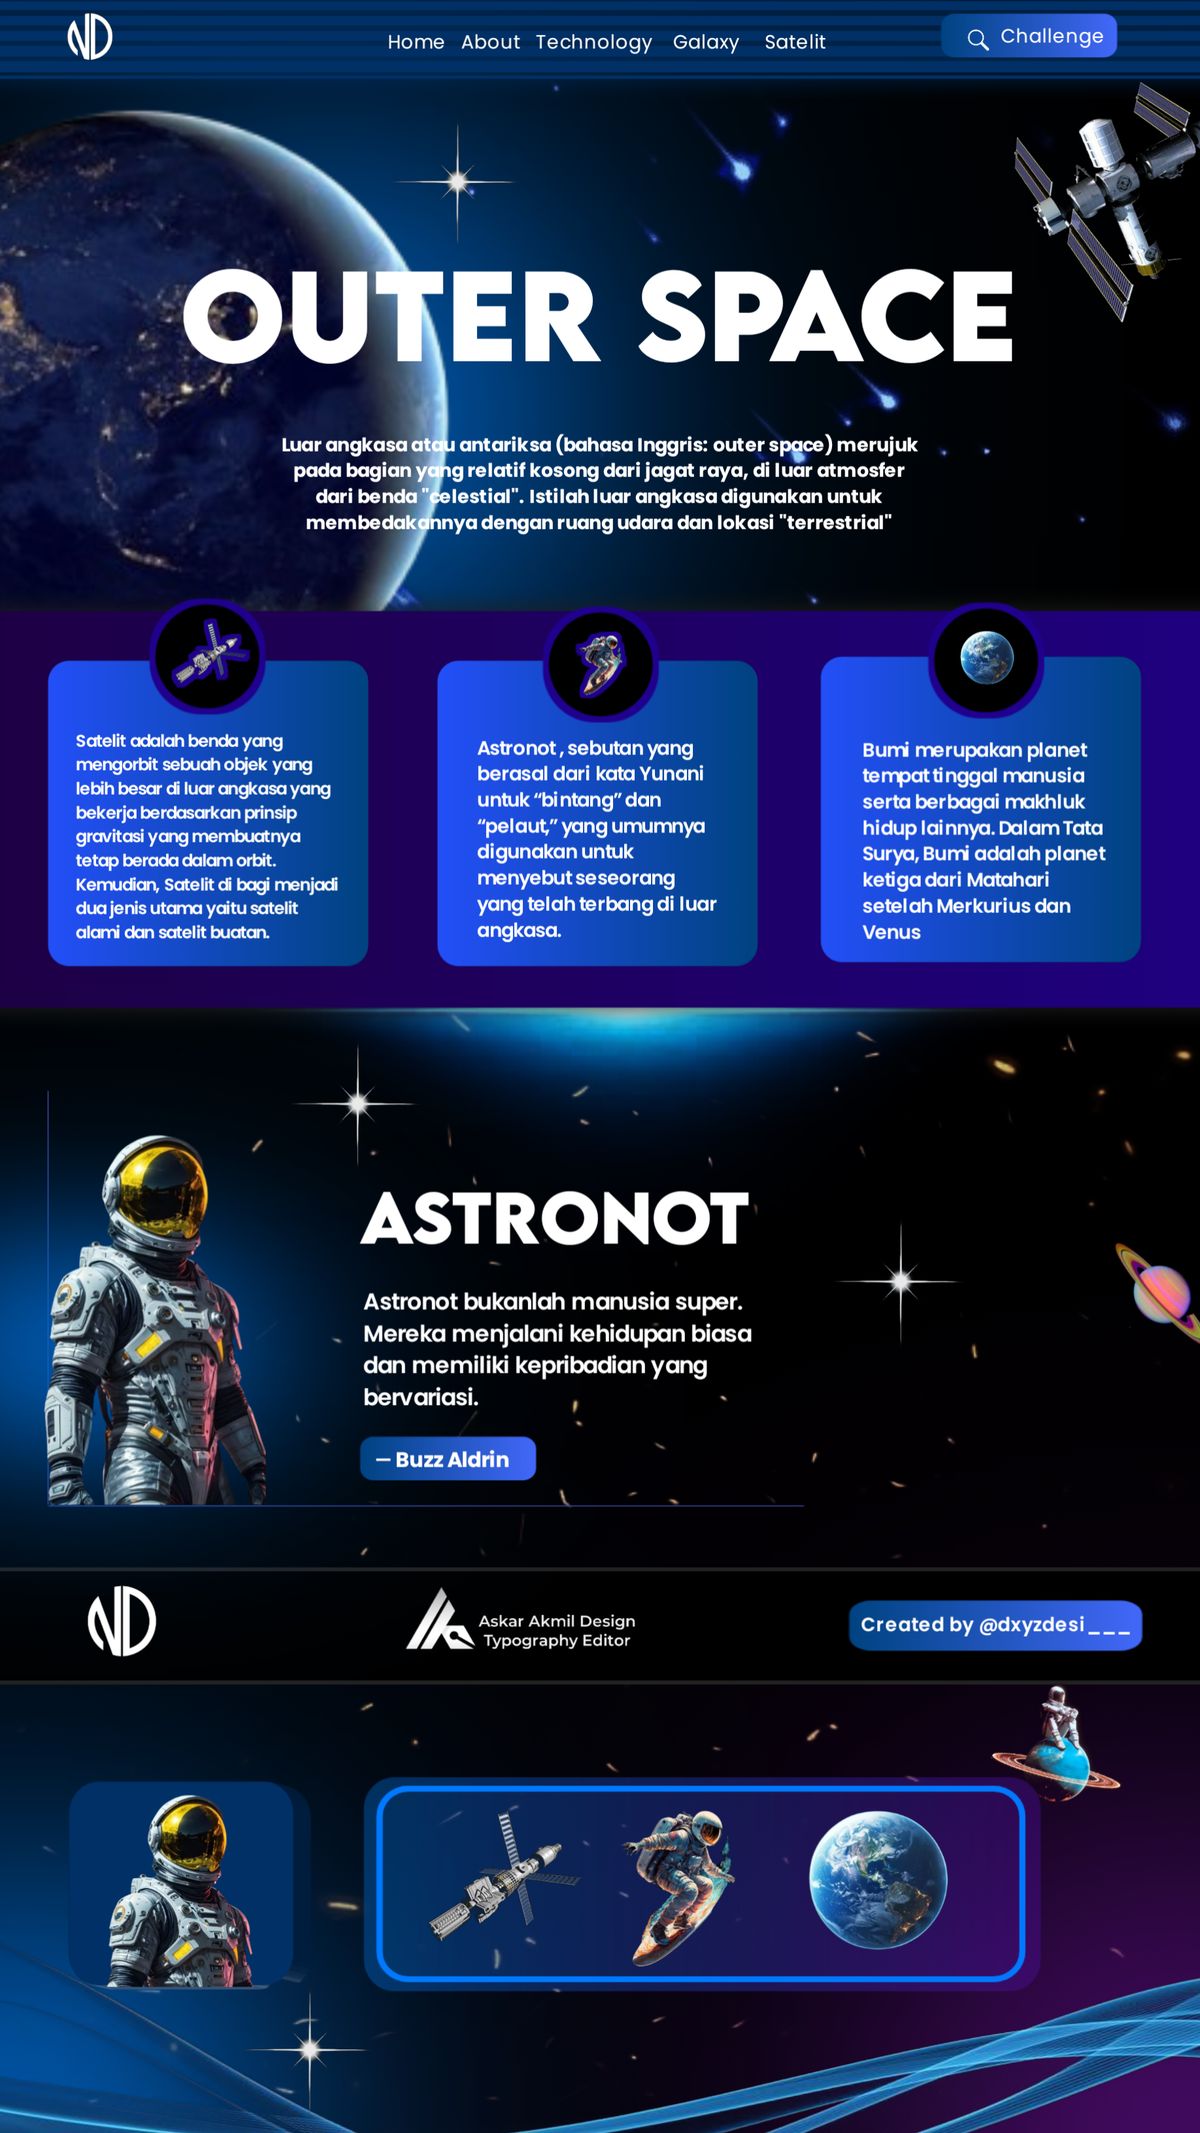 ND
Home About Technology Galaxy Satelit
Challenge
OUTER SPACE
Luar angkasa atau antariksa (bahasa Inggris: outer space) merujuk
pada bagian yang relatif kosong dari jagat raya, di luar atmosfer
dari benda "celestial". Istilah luar angkasa digunakan untuk
membedakannya dengan ruang udara dan lokasi "terrestrial"
Satelit adalah benda yang
mengorbit sebuah objek yang
lebih besar di luar angkasa yang
bekerja berdasarkan prinsip
gravitasi yang membuatnya
tetap berada dalam orbit.
Kemudian, Satelit di bagi menjadi
dua jenis utama yaitu satelit
alami dan satelit buatan.
Astronot , sebutan yang
berasal dari kata Yunani
untuk “bintang” dan
“pelaut,” yang umumnya
digunakan untuk
menyebut seseorang
yang telah terbang di luar
angkasa.
Bumi merupakan planet
tempat tinggal manusia
serta berbagai makhluk
hidup lainnya. Dalam Tata
Surya, Bumi adalah planet
ketiga dari Matahari
setelah Merkurius dan
Venus
ASTRONOT
Astronot bukanlah manusia super.
Mereka menjalani kehidupan biasa
dan memiliki kepribadian yang
bervariasi.
— Buzz Aldrin
ND
Askar Akmil Design
Typography Editor
Created by @dxyzdesi___